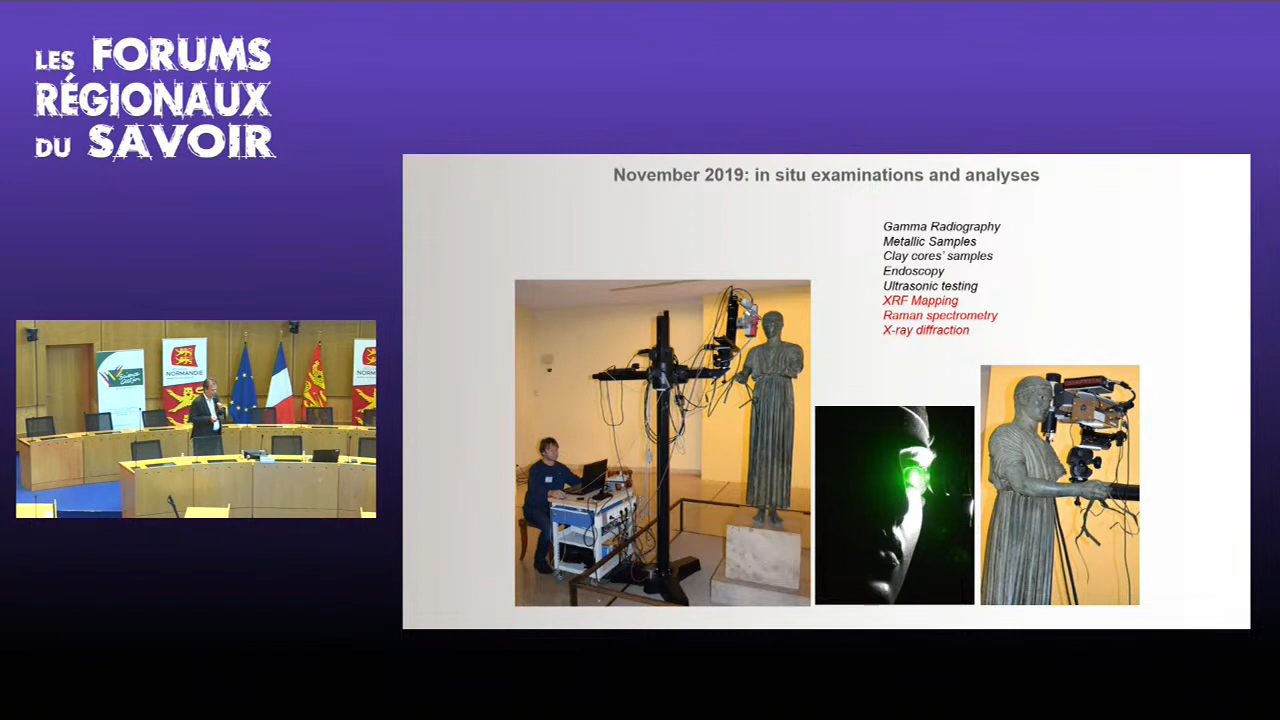 LES FORUMS
RÉGIONAUX
DU SAVOIR
November 2019: in situ examinations and analyses
Gamma Radiography
Metallic Samples
Clay cores' samples
Endoscopy
Ultrasonic testing
XRF Mapping
Raman spectrometry
X-ray diffraction
NORMANDIE